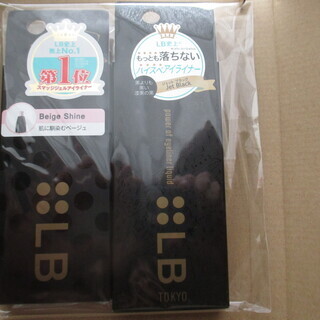 L B史上
売上No.1
第1位
スマッジジェルアイライナー
Beige Shine
肌に馴染むベージュ
LB
L B史上
もっとも落ちない
ハイスペアイライナー
Jet Black
LB
TOKYO